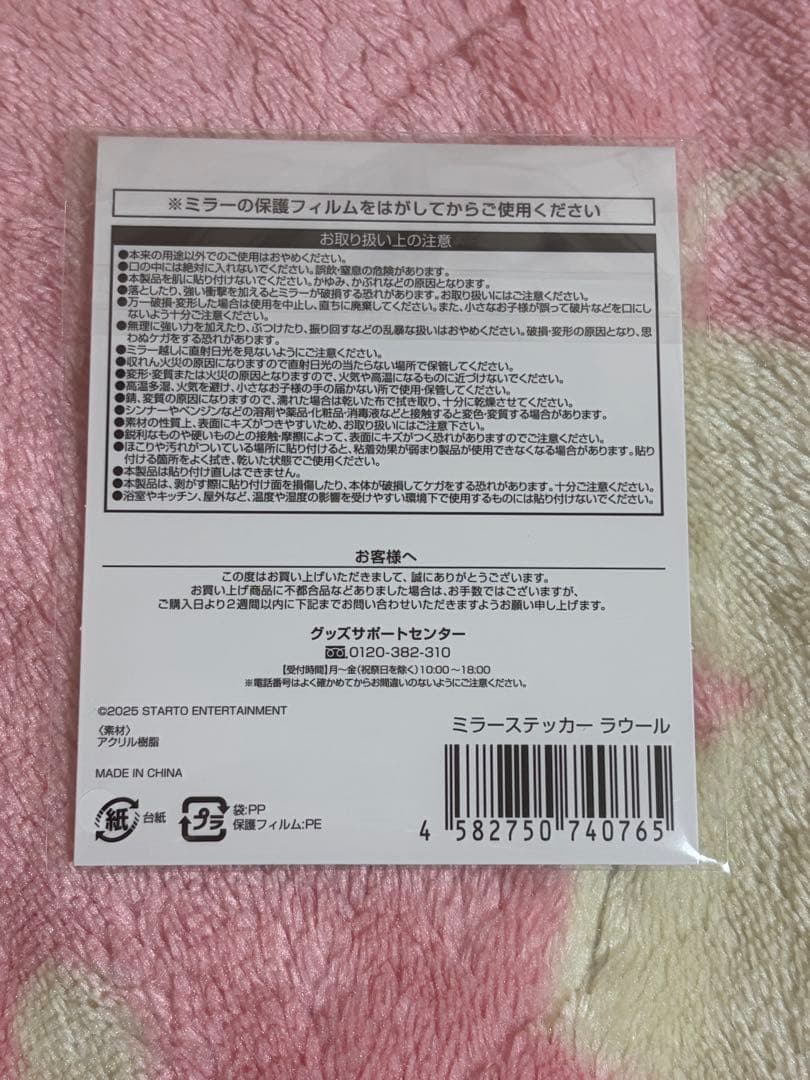 ※ミラーの保護フィルムをはがしてからご使用ください
お取り扱い上の注意
●本来の用途以外でのご使用はおやめください。
●口の中には絶対に入れないでください。誤飲・窒息の危険があります。
●本製品を肌に貼り付けないでください。かゆみ、かぶれなどの原因となります。
●落としたり、強い衝撃を加えるとミラーが破損する恐れがあります。お取り扱いにはご注意ください。
●万一破損・変形した場合は使用を中止し、直ちに廃棄してください。また、小さなお子様が誤って破片などを口にし
ないよう十分ご注意ください。
●無理に強い力を加えたり、ぶつけたり、振り回すなどの乱暴な扱いはおやめください。破損・変形の原因となり、思
わぬケガをする恐れがあります。
●ミラー越しに直射日光を見ないようにご注意ください。
●収れん火災の原因になりますので直射日光の当たらない場所で保管してください。
●変形・変質または火災の原因となりますので、火気や高温になるものに近づけないでください。
●高温多湿、火気を避け、小さなお子様の手の届かない所で使用・保管してください。
●錆、変質の原因になりますので、濡れた場合は乾いた布で拭き取り、十分に乾燥させてください。
●シンナーやベンジンなどの溶剤や薬品・化粧品・消毒液などと接触すると変色・変質する場合があります。
●素材の性質上、表面にキズがつきやすいため、お取り扱いにはご注意下さい。
●鋭利なものや硬いものとの接触・摩擦によって、表面にキズがつく恐れがありますのでご注意ください。
●ほこりや汚れがついている場所に貼り付けると、粘着効果が弱まり製品が使用できなくなる場合があります。貼り
付ける箇所をよく拭き、乾いた状態でご使用ください。
●本製品は貼り付け直しはできません。
●本製品は、剥がす際に貼り付け面を損傷したり、本体が破損してケガをする恐れがあります。十分ご注意ください。
●浴室やキッチン、屋外など、温度や湿度の影響を受けやすい環境下で使用するものには貼り付けないでください。
お客様へ
この度はお買い上げいただきまして、誠にありがとうございます。
お買い上げ商品に不都合品などありました場合は、お手数ではございますが、
ご購入日より2週間以内に下記までお問い合わせいただきますようお願い申し上げます。
グッズサポートセンター
0120-382-310
【受付時間】月～金(祝祭日を除く)10:00～18:00
※電話番号はよく確かめてからお間違いのないようにご注意ください。
©2025 STARTO ENTERTAINMENT
〈素材〉
アクリル樹脂
MADE IN CHINA
ミラーステッカー ラウール
紙 台紙
プラ 袋:PP
保護フィルム:PE
4 582750 740765